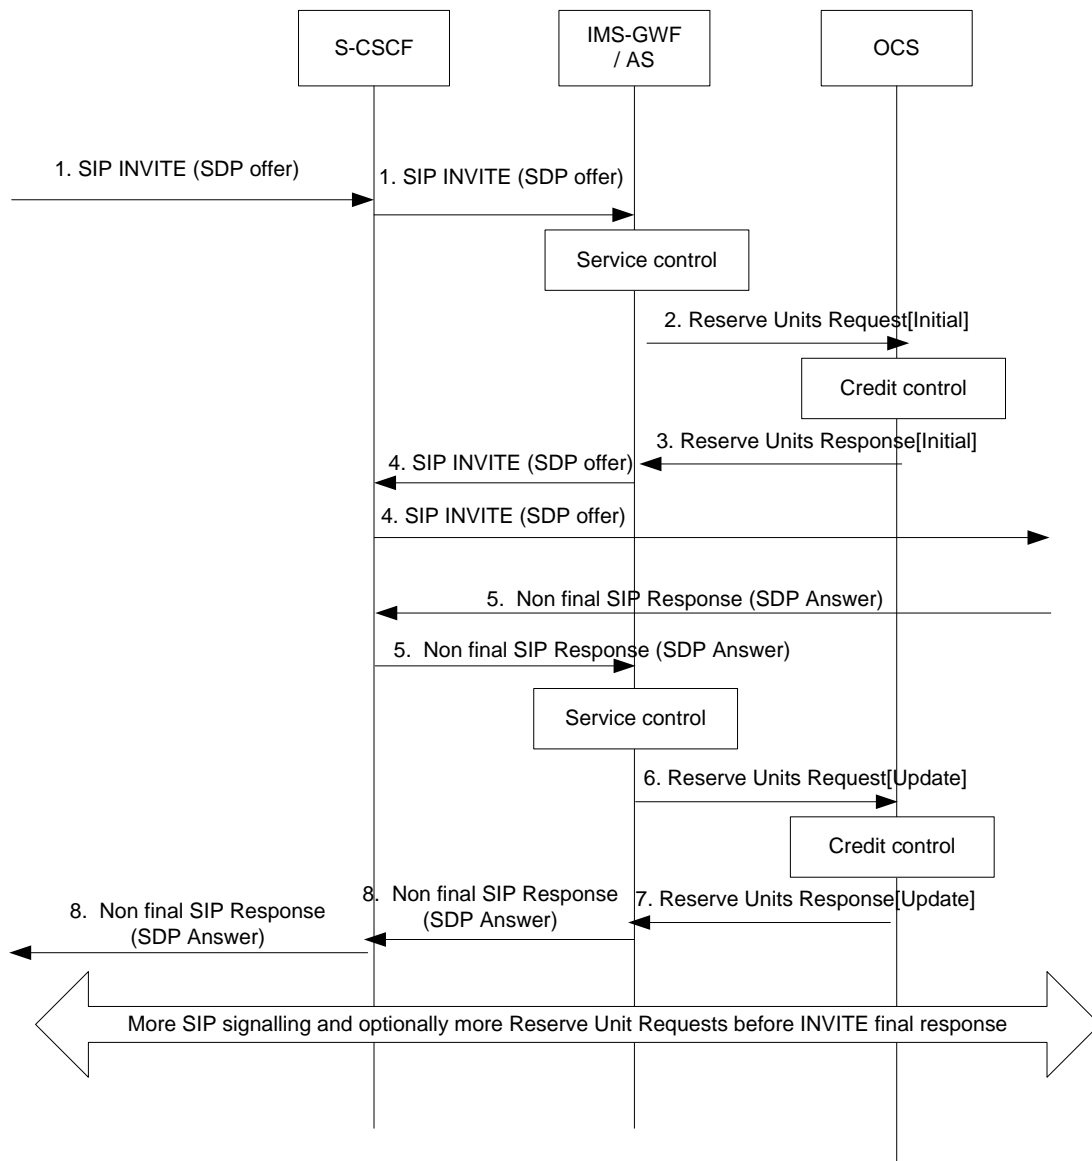 S-CSCF
IMS-GWF
/ AS
OCS
1. SIP INVITE (SDP offer)
1. SIP INVITE (SDP offer)
Service control
2. Reserve Units Request[Initial]
Credit control
3. Reserve Units Response[Initial]
4. SIP INVITE (SDP offer)
4. SIP INVITE (SDP offer)
5. Non final SIP Response (SDP Answer)
5. Non final SIP Response (SDP Answer)
Service control
6. Reserve Units Request[Update]
Credit control
7. Reserve Units Response[Update]
8. Non final SIP Response
(SDP Answer)
8. Non final SIP Response
(SDP Answer)
More SIP signalling and optionally more Reserve Unit Requests before INVITE final response